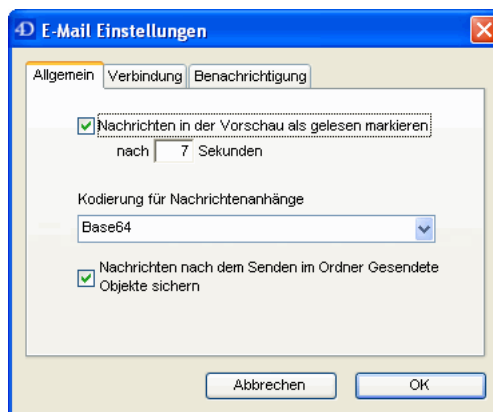 4D E-Mail Einstellungen
Allgemein Verbindung Benachrichtigung
Nachrichten in der Vorschau als gelesen markieren
nach 7 Sekunden
Kodierung für Nachrichtenanhänge
Base64
Nachrichten nach dem Senden im Ordner Gesendete
Objekte sichern
Abbrechen OK